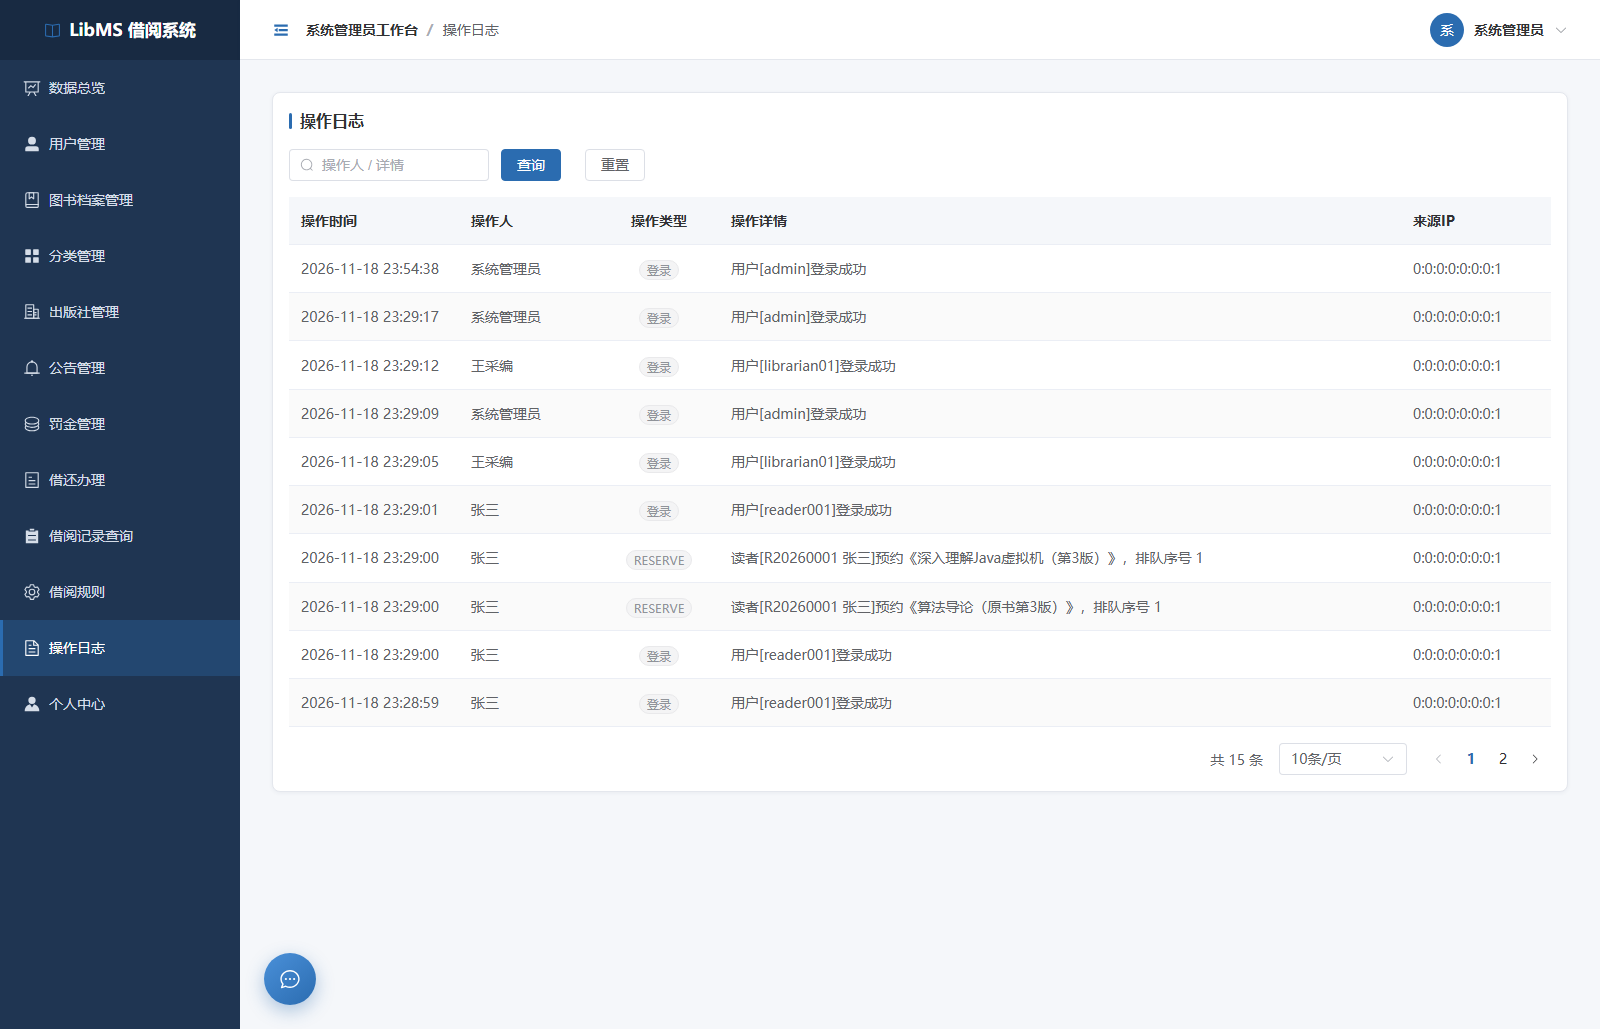 LibMS 借阅系统
数据总览
用户管理
图书档案管理
分类管理
出版社管理
公告管理
罚金管理
借还办理
借阅记录查询
借阅规则
操作日志
个人中心
系统管理员工作台 / 操作日志
系 系统管理员
操作日志
操作人 / 详情 查询 重置
操作时间 操作人 操作类型 操作详情 来源IP
2026-11-18 23:54:38 系统管理员 登录 用户[admin]登录成功 0:0:0:0:0:0:0:1
2026-11-18 23:29:17 系统管理员 登录 用户[admin]登录成功 0:0:0:0:0:0:0:1
2026-11-18 23:29:12 王采编 登录 用户[librarian01]登录成功 0:0:0:0:0:0:0:1
2026-11-18 23:29:09 系统管理员 登录 用户[admin]登录成功 0:0:0:0:0:0:0:1
2026-11-18 23:29:05 王采编 登录 用户[librarian01]登录成功 0:0:0:0:0:0:0:1
2026-11-18 23:29:01 张三 登录 用户[reader001]登录成功 0:0:0:0:0:0:0:1
2026-11-18 23:29:00 张三 RESERVE 读者[R20260001 张三]预约《深入理解Java虚拟机（第3版）》，排队序号 1 0:0:0:0:0:0:0:1
2026-11-18 23:29:00 张三 RESERVE 读者[R20260001 张三]预约《算法导论（原书第3版）》，排队序号 1 0:0:0:0:0:0:0:1
2026-11-18 23:29:00 张三 登录 用户[reader001]登录成功 0:0:0:0:0:0:0:1
2026-11-18 23:28:59 张三 登录 用户[reader001]登录成功 0:0:0:0:0:0:0:1
共 15 条 10条/页 1 2